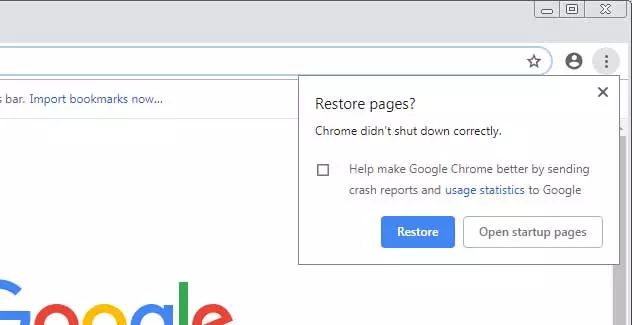 s bar. Import bookmarks now...
Restore pages?
Chrome didn't shut down correctly.
Help make Google Chrome better by sending
crash reports and usage statistics to Google
Restore
Open startup pages
Google